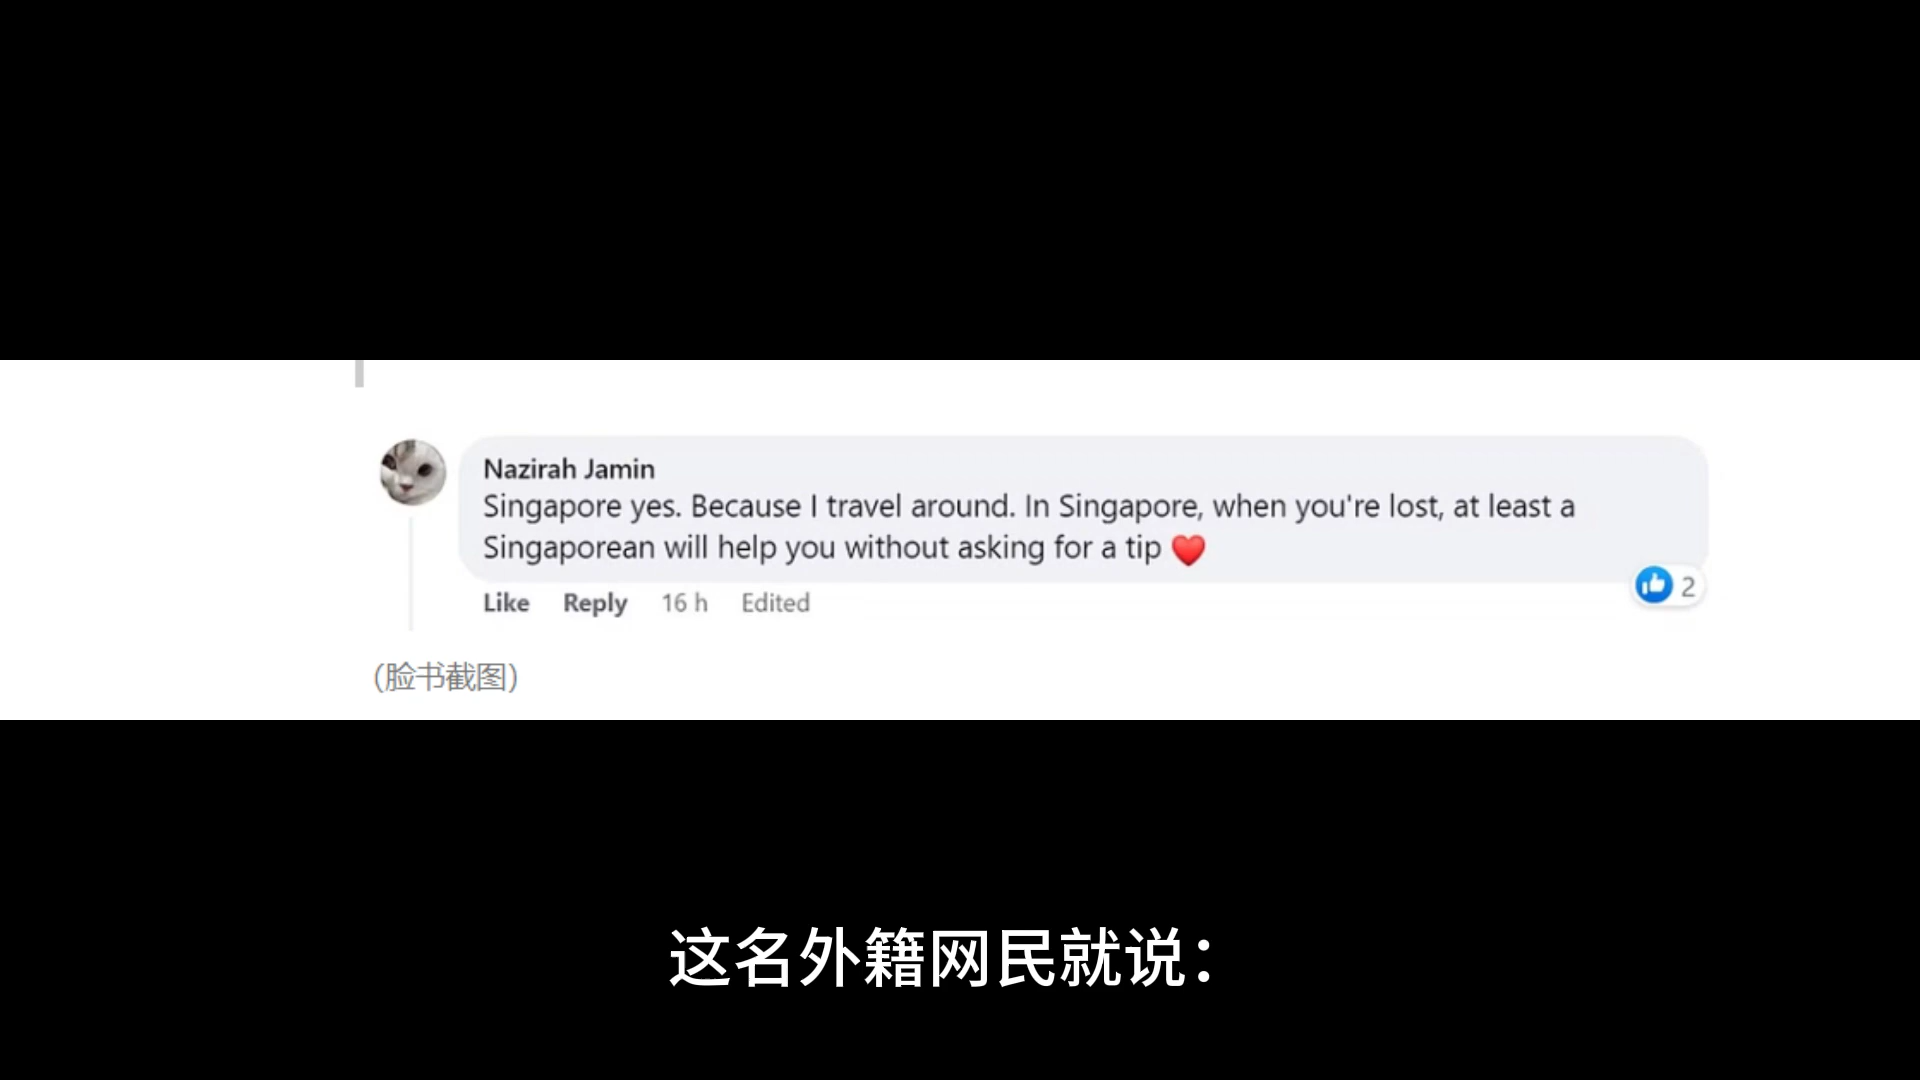 Nazirah Jamin
Singapore yes. Because I travel around. In Singapore, when you're lost, at least a
Singaporean will help you without asking for a tip ❤️
Like Reply 16 h Edited
2
(脸书截图)
这名外籍网民就说：